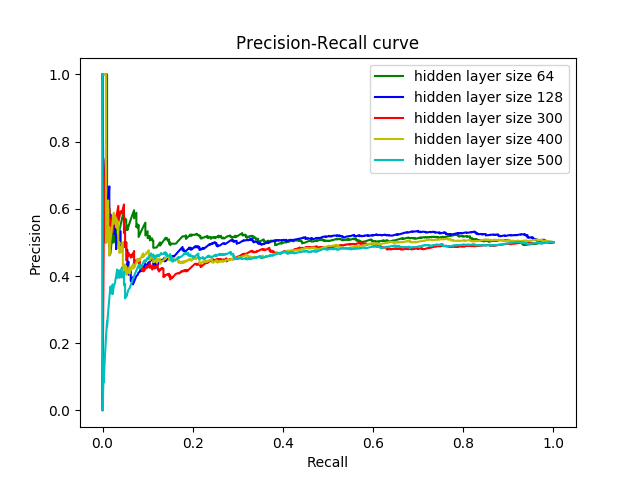 Precision-Recall curve
hidden layer size 64
hidden layer size 128
hidden layer size 300
hidden layer size 400
hidden layer size 500
1.0
0.8
0.6
0.4
0.2
0.0
Precision
0.0 0.2 0.4 0.6 0.8 1.0
Recall